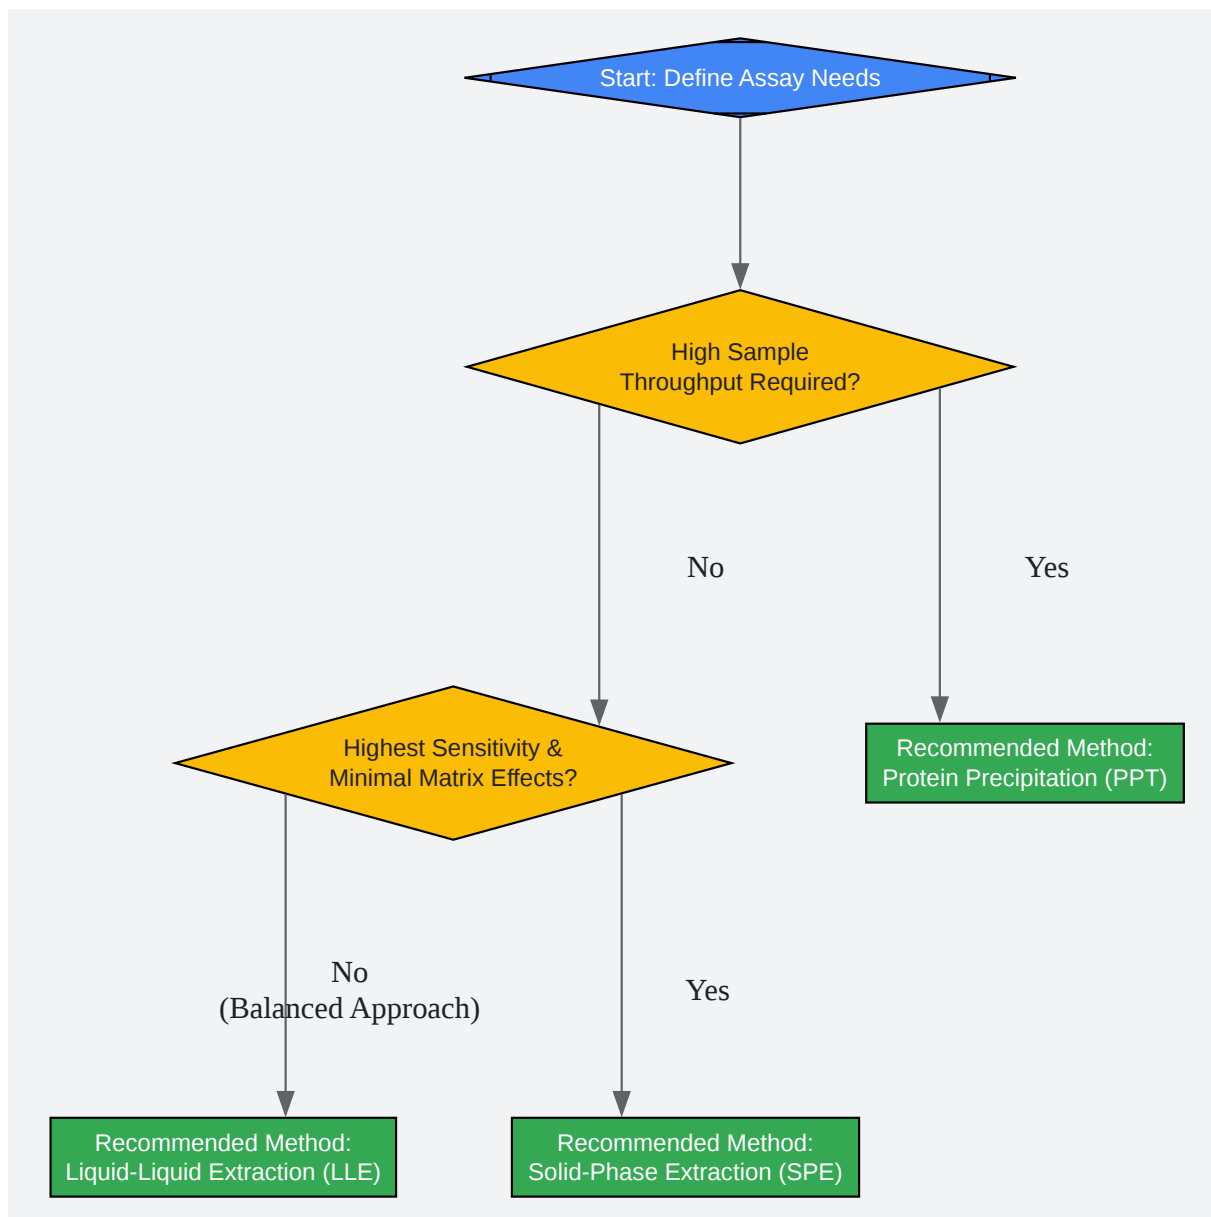 Start: Define Assay Needs
High Sample
Throughput Required?
No
Yes
Highest Sensitivity &
Minimal Matrix Effects?
Recommended Method:
Protein Precipitation (PPT)
No
(Balanced Approach)
Yes
Recommended Method:
Liquid-Liquid Extraction (LLE)
Recommended Method:
Solid-Phase Extraction (SPE)